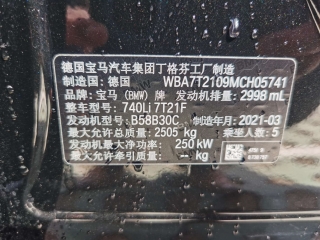 德国宝马汽车集团丁格芬工厂制造
制造国：德国 WBA7T2109MCH05741
品牌：宝马（BMW）牌 发动机排量：2998 mL
整车型号：740Li 7T21F
发动机型号：B58B30C 制造年月：2021-03
最大允许总质量：2505 kg 乘坐人数：5
发动机最大净功率：250 kW
最大允许牵引质量：-- kg